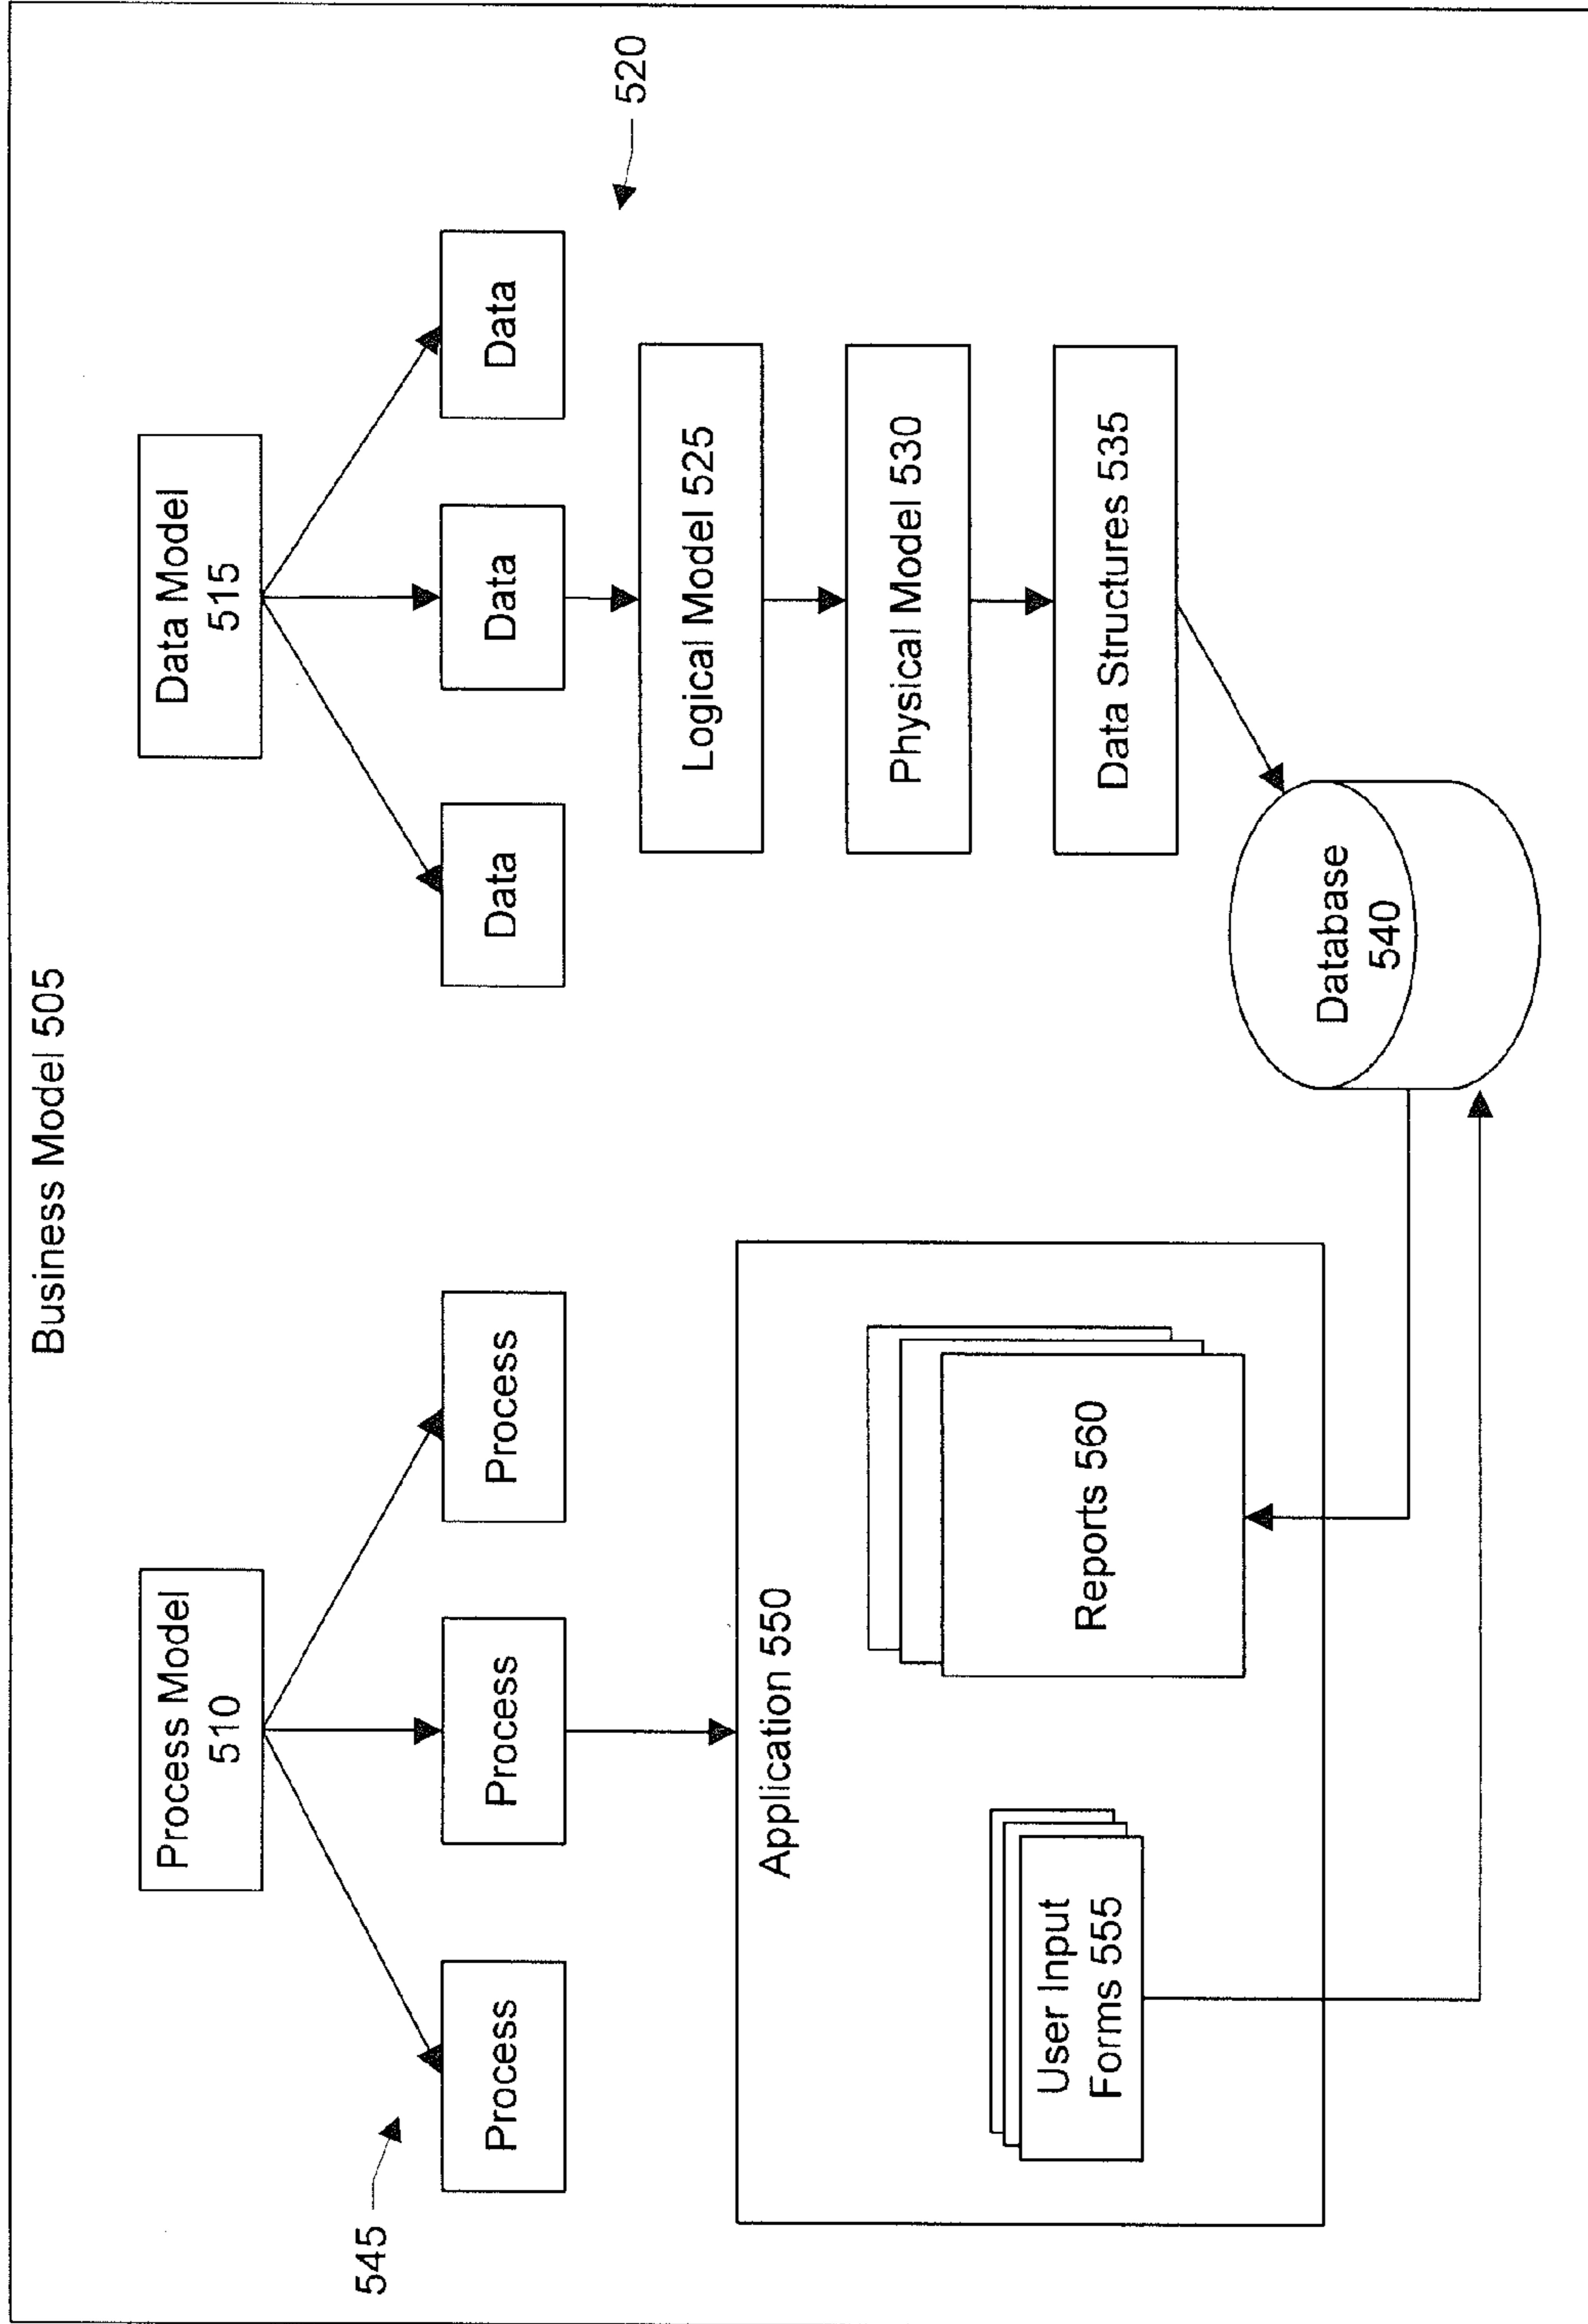 Business Model 505
Process Model
510
Data Model
515
545
Process
Process
Process
Data
Data
Data
520
Application 550
User Input
Forms 555
Reports 560
Logical Model 525
Physical Model 530
Data Structures 535
Database
540